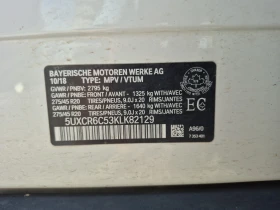 BAYERISCHE MOTOREN WERKE AG
10/18 TYPE: MPV / VTUM
GVWR / PNBV: 2795 kg
GAWR / PBE FRONT / AVANT - 1325 kg WITH/AVEC
275/45 R20 TIRES/PNEUS, 9.0J x 20 RIMS/JANTES
GAWR / PBE REAR / ARRIERE - 1640 kg WITH/AVEC
275/45 R20 TIRES/PNEUS, 9.0J x 20 RIMS/JANTES
EC
5UXCR6C53KLK82129
A96/0